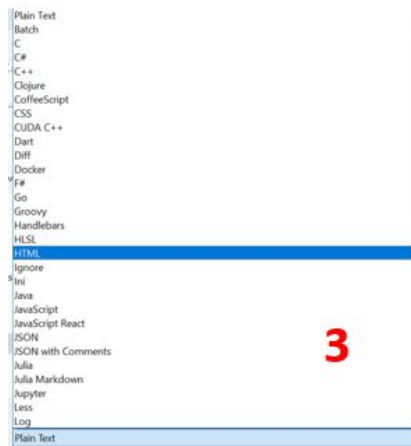 Plain Text
Batch
C
C#
C++
Clojure
CoffeeScript
CSS
CUDA C++
Dart
Diff
Docker
F#
Go
Groovy
Handlebars
HLSL
HTML
Ignore
Ini
Java
JavaScript
JavaScript React
JSON
JSON with Comments
3
Julia
Julia Markdown
Jupyter
Less
Log
Plain Text